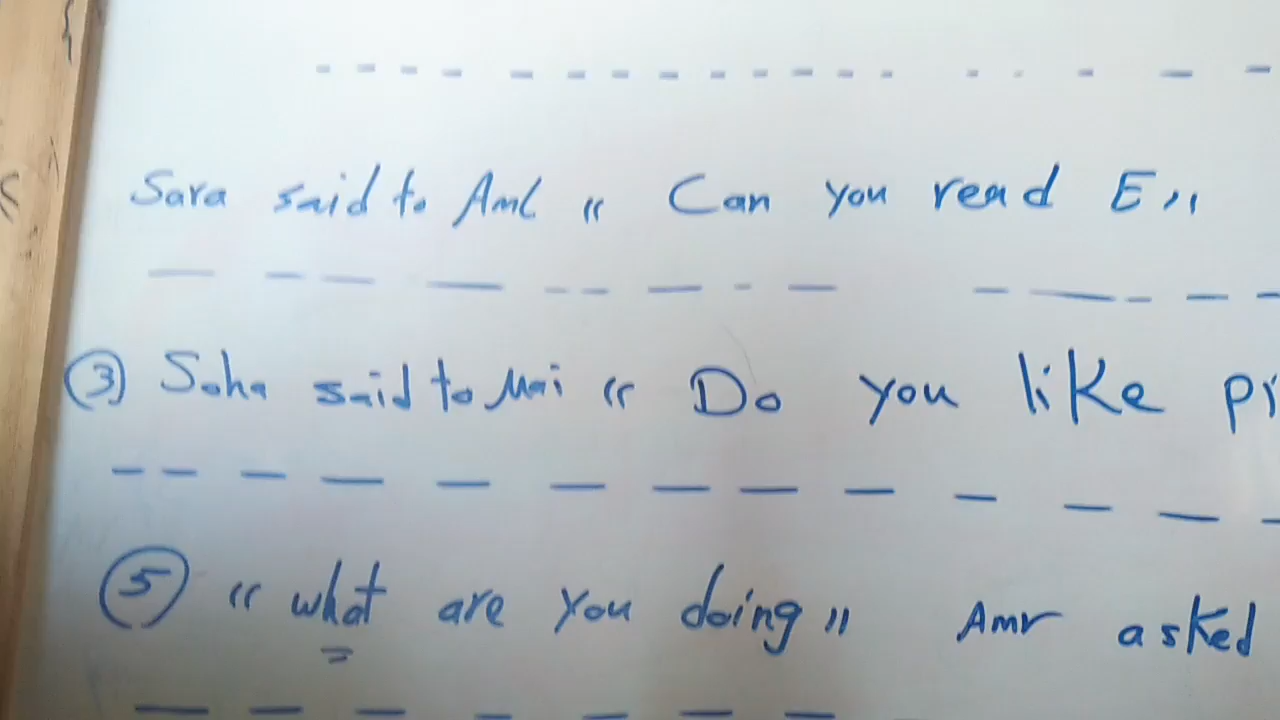 Sara said to Aml " Can you read E,"
③ Soha said to Mai " Do you like pi
⑤ " what are you doing " Amr asked